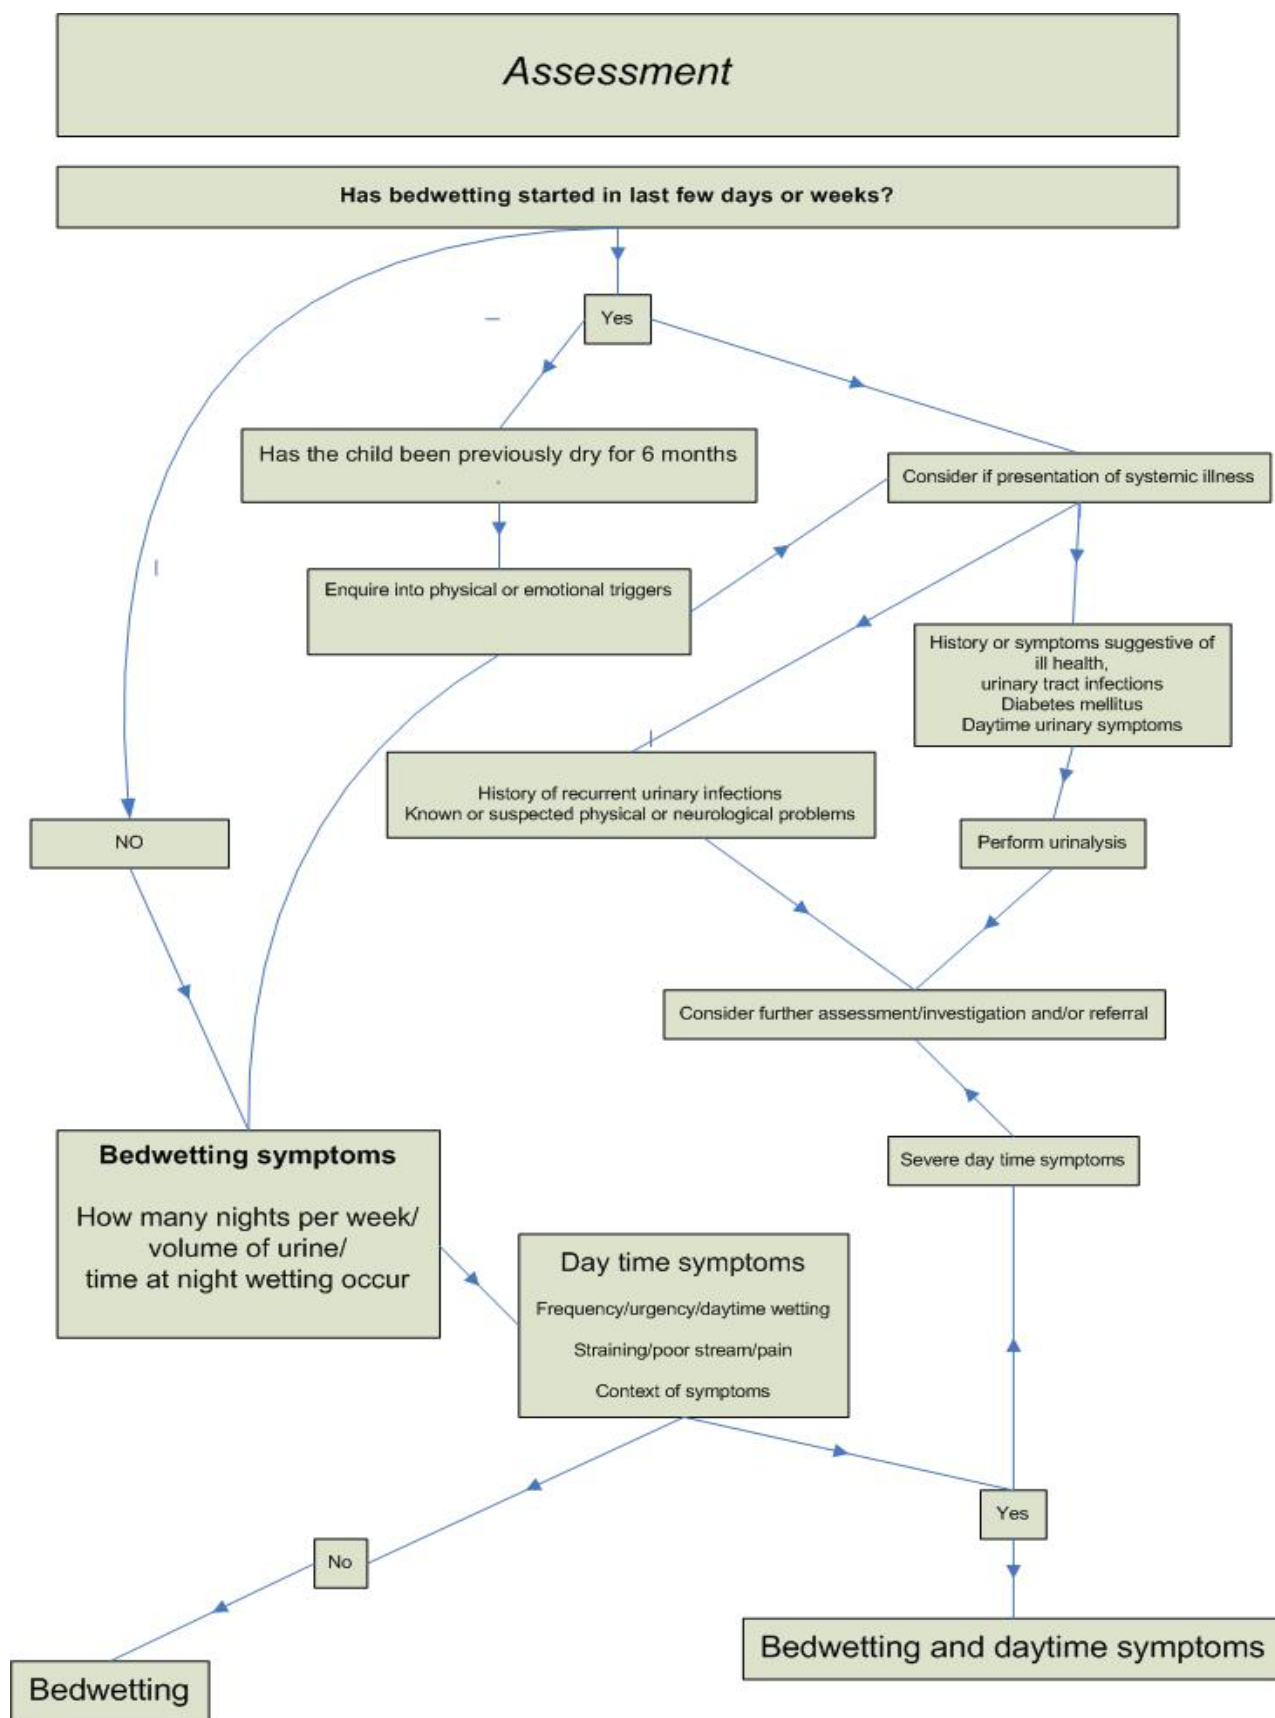 Assessment
Has bedwetting started in last few days or weeks?
Yes
Has the child been previously dry for 6 months
.
Consider if presentation of systemic illness
Enquire into physical or emotional triggers
History or symptoms suggestive of
ill health,
urinary tract infections
Diabetes mellitus
Daytime urinary symptoms
History of recurrent urinary infections
Known or suspected physical or neurological problems
NO
Perform urinalysis
Consider further assessment/investigation and/or referral
Bedwetting symptoms
How many nights per week/
volume of urine/
time at night wetting occur
Severe day time symptoms
Day time symptoms
Frequency/urgency/daytime wetting
Straining/poor stream/pain
Context of symptoms
Yes
No
Bedwetting and daytime symptoms
Bedwetting